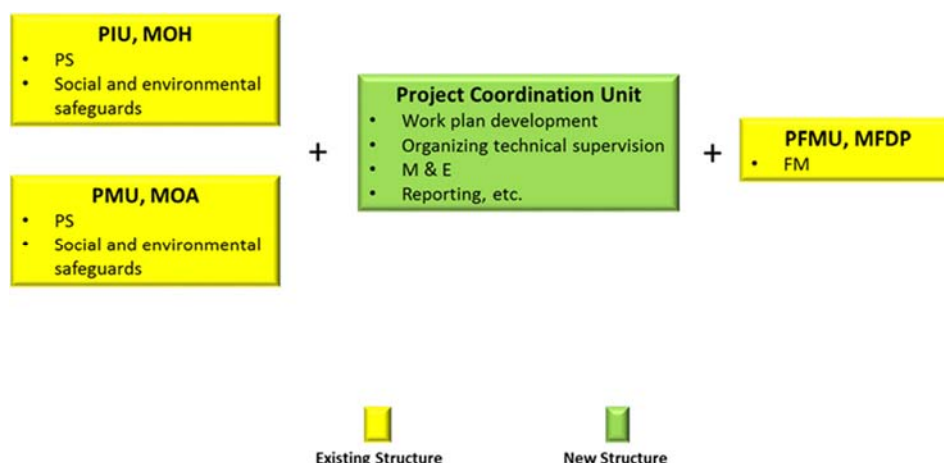 PIU, MOH
• PS
• Social and environmental
safeguards
PMU, MOA
• PS
• Social and environmental
safeguards
+
Project Coordination Unit
• Work plan development
• Organizing technical supervision
• M & E
• Reporting, etc.
+
PFMU, MFDP
• FM
Existing Structure
New Structure